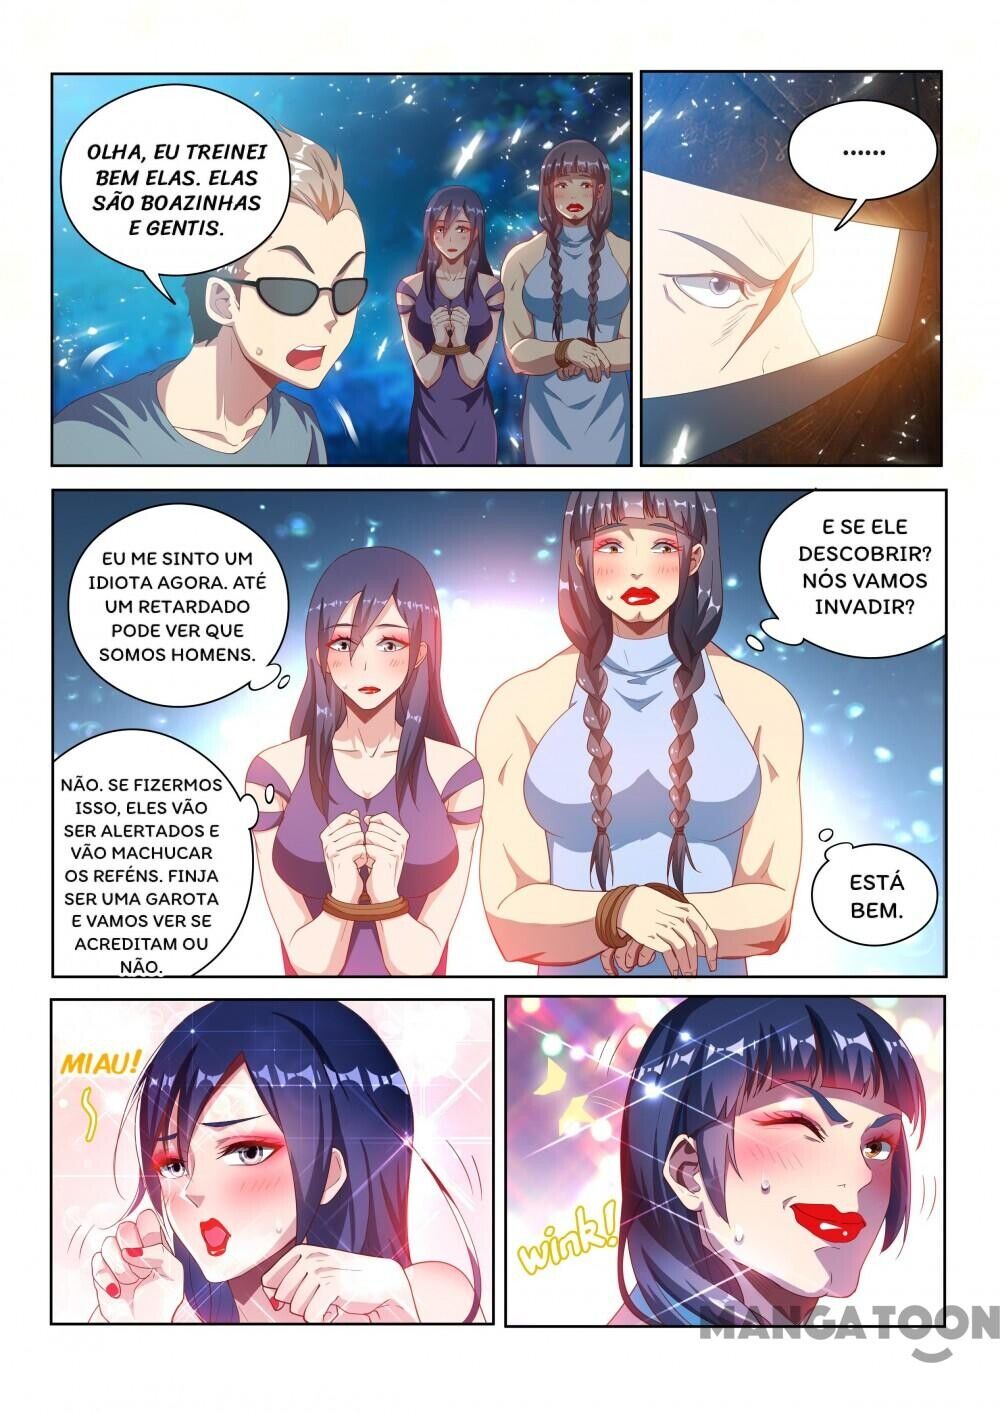 OLHA, EU TREINEI
BEM ELAS. ELAS
SÃO BOAZINHAS
E GENTIS.
......
EU ME SINTO UM
IDIOTA AGORA. ATÉ
UM RETARDADO
PODE VER QUE
SOMOS HOMENS.
E SE ELE
DESCOBRIR?
NÓS VAMOS
INVADIR?
NÃO. SE FIZERMOS
ISSO, ELES VÃO
SER ALERTADOS E
VÃO MACHUCAR
OS REFÉNS. FINJA
SER UMA GAROTA
E VAMOS VER SE
ACREDITAM OU
NÃO.
ESTÁ
BEM.
MIAU!
wink!
MANGATOON